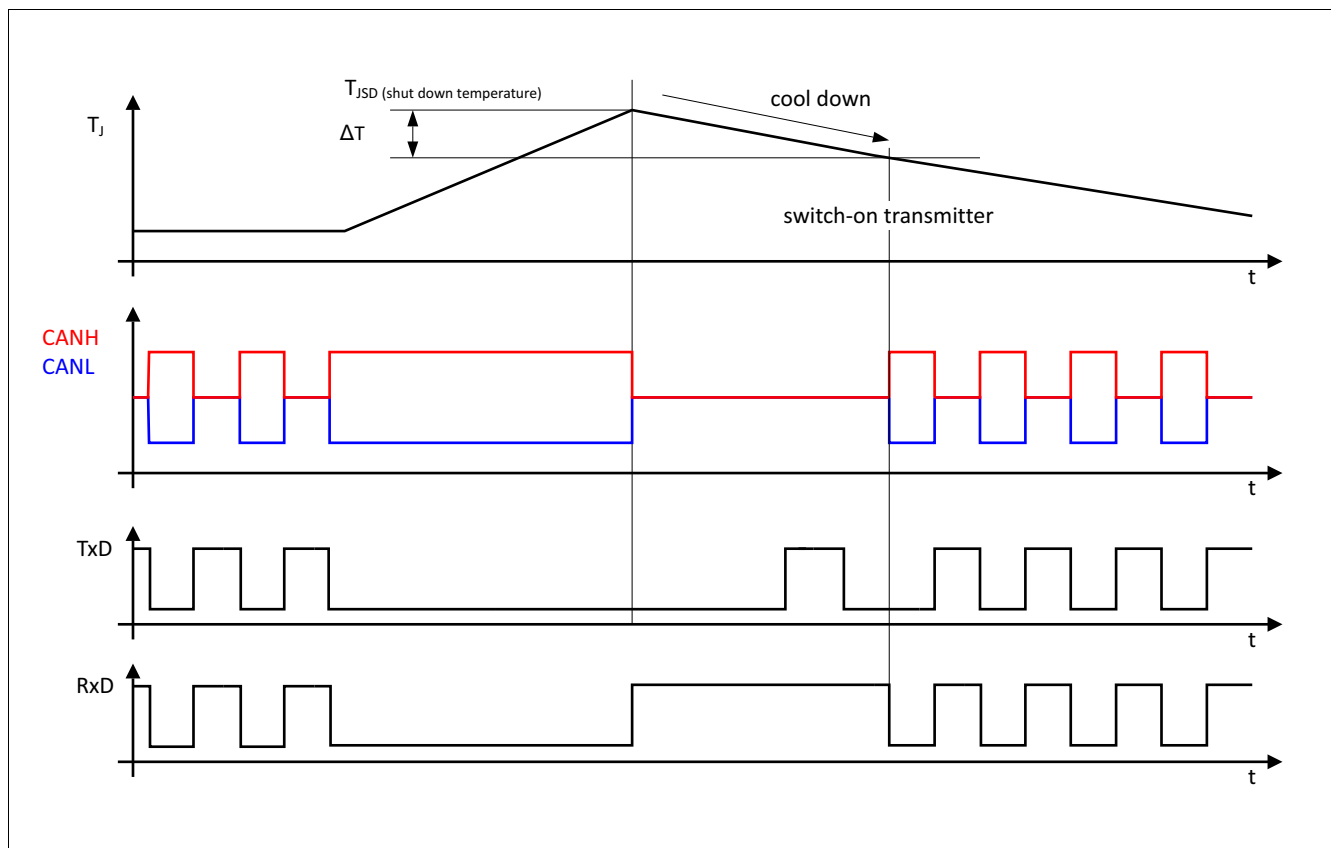 TJSD (shut down temperature)
cool down
TJ
ΔT
switch-on transmitter
t
CANH
CANL
t
TxD
t
RxD
t